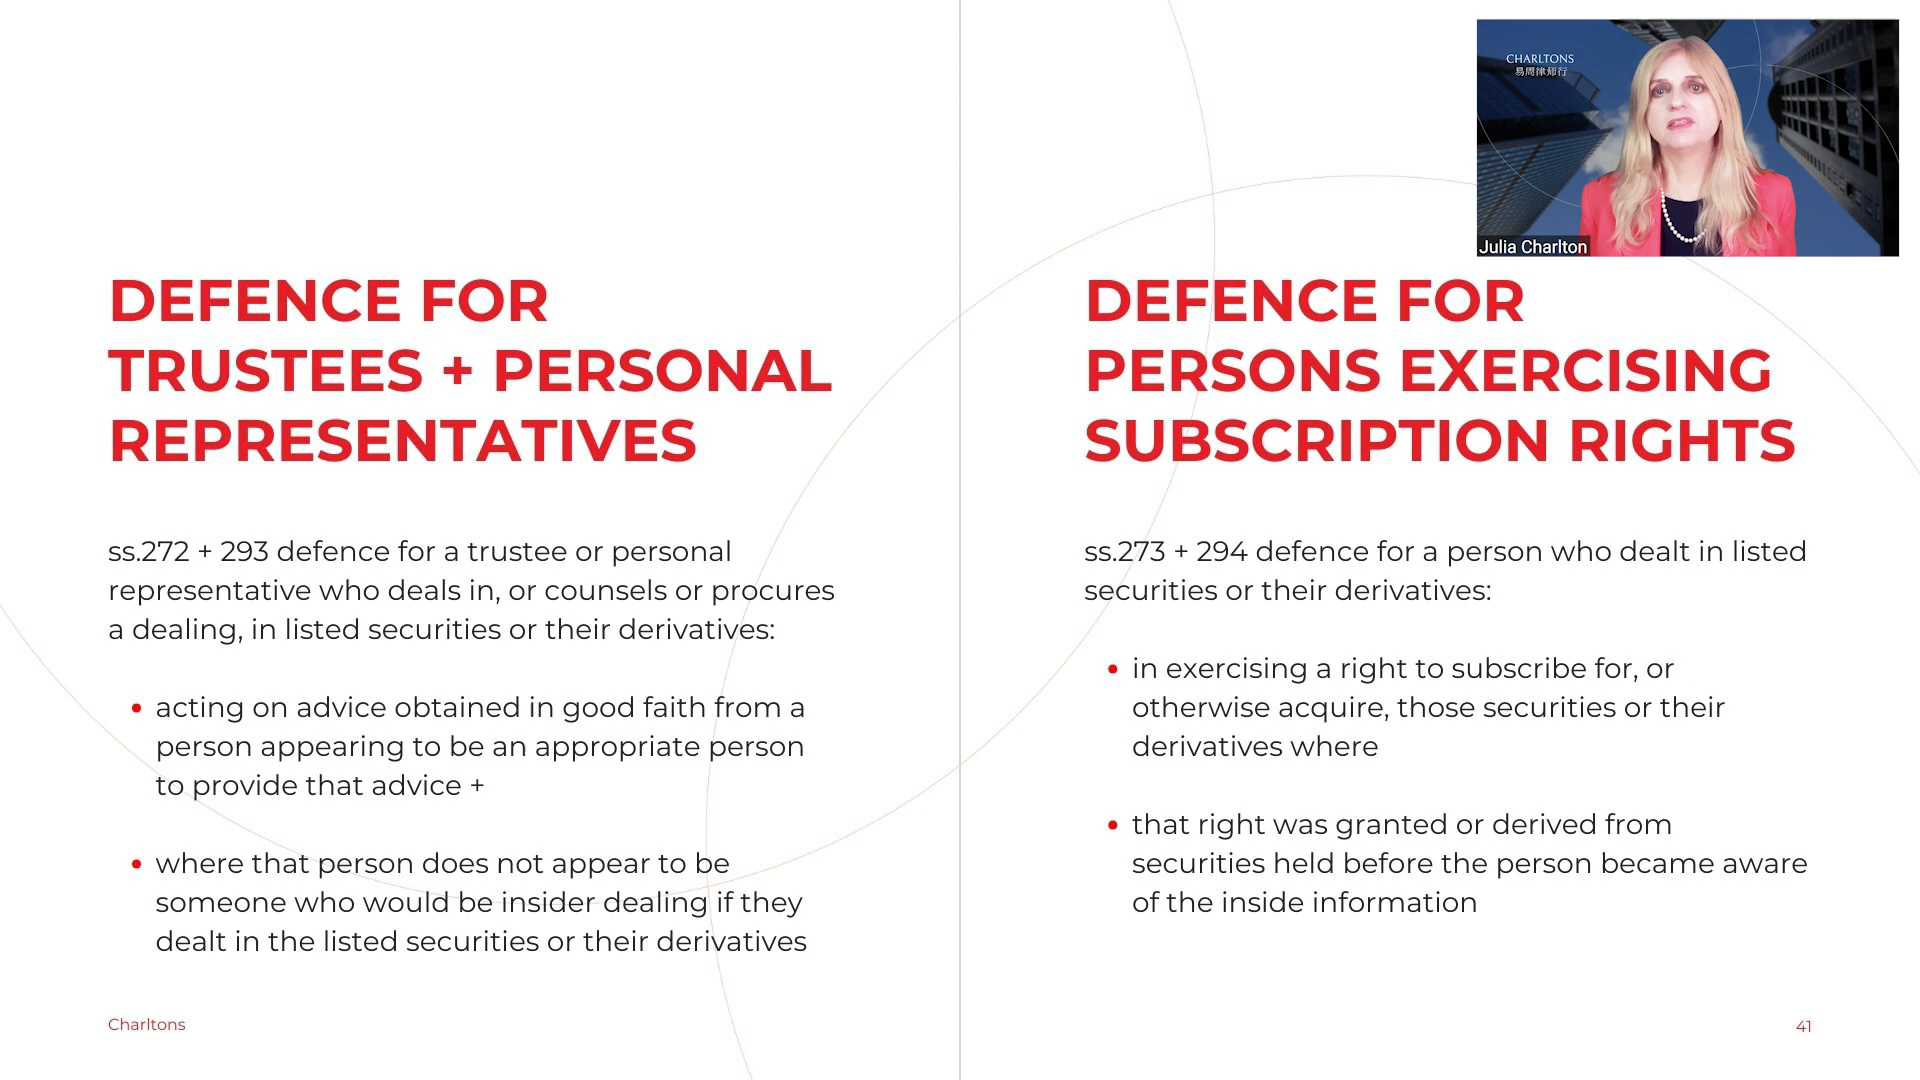 CHARLTONS
易周律师行
Julia Charlton
DEFENCE FOR
TRUSTEES + PERSONAL
REPRESENTATIVES
ss.272 + 293 defence for a trustee or personal
representative who deals in, or counsels or procures
a dealing, in listed securities or their derivatives:
• acting on advice obtained in good faith from a
person appearing to be an appropriate person
to provide that advice +
• where that person does not appear to be
someone who would be insider dealing if they
dealt in the listed securities or their derivatives
DEFENCE FOR
PERSONS EXERCISING
SUBSCRIPTION RIGHTS
ss.273 + 294 defence for a person who dealt in listed
securities or their derivatives:
• in exercising a right to subscribe for, or
otherwise acquire, those securities or their
derivatives where
• that right was granted or derived from
securities held before the person became aware
of the inside information
Charltons
41